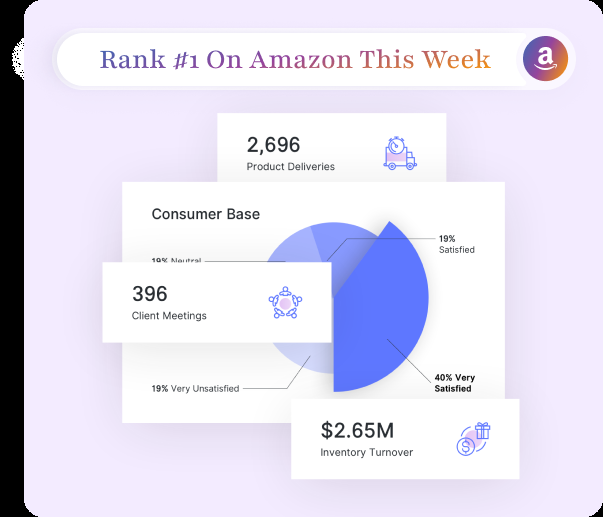 Rank #1 On Amazon This Week
a
2,696
Product Deliveries
Consumer Base
19%
Satisfied
19% Neutral
396
Client Meetings
19% Very Unsatisfied
40% Very
Satisfied
$2.65M
Inventory Turnover